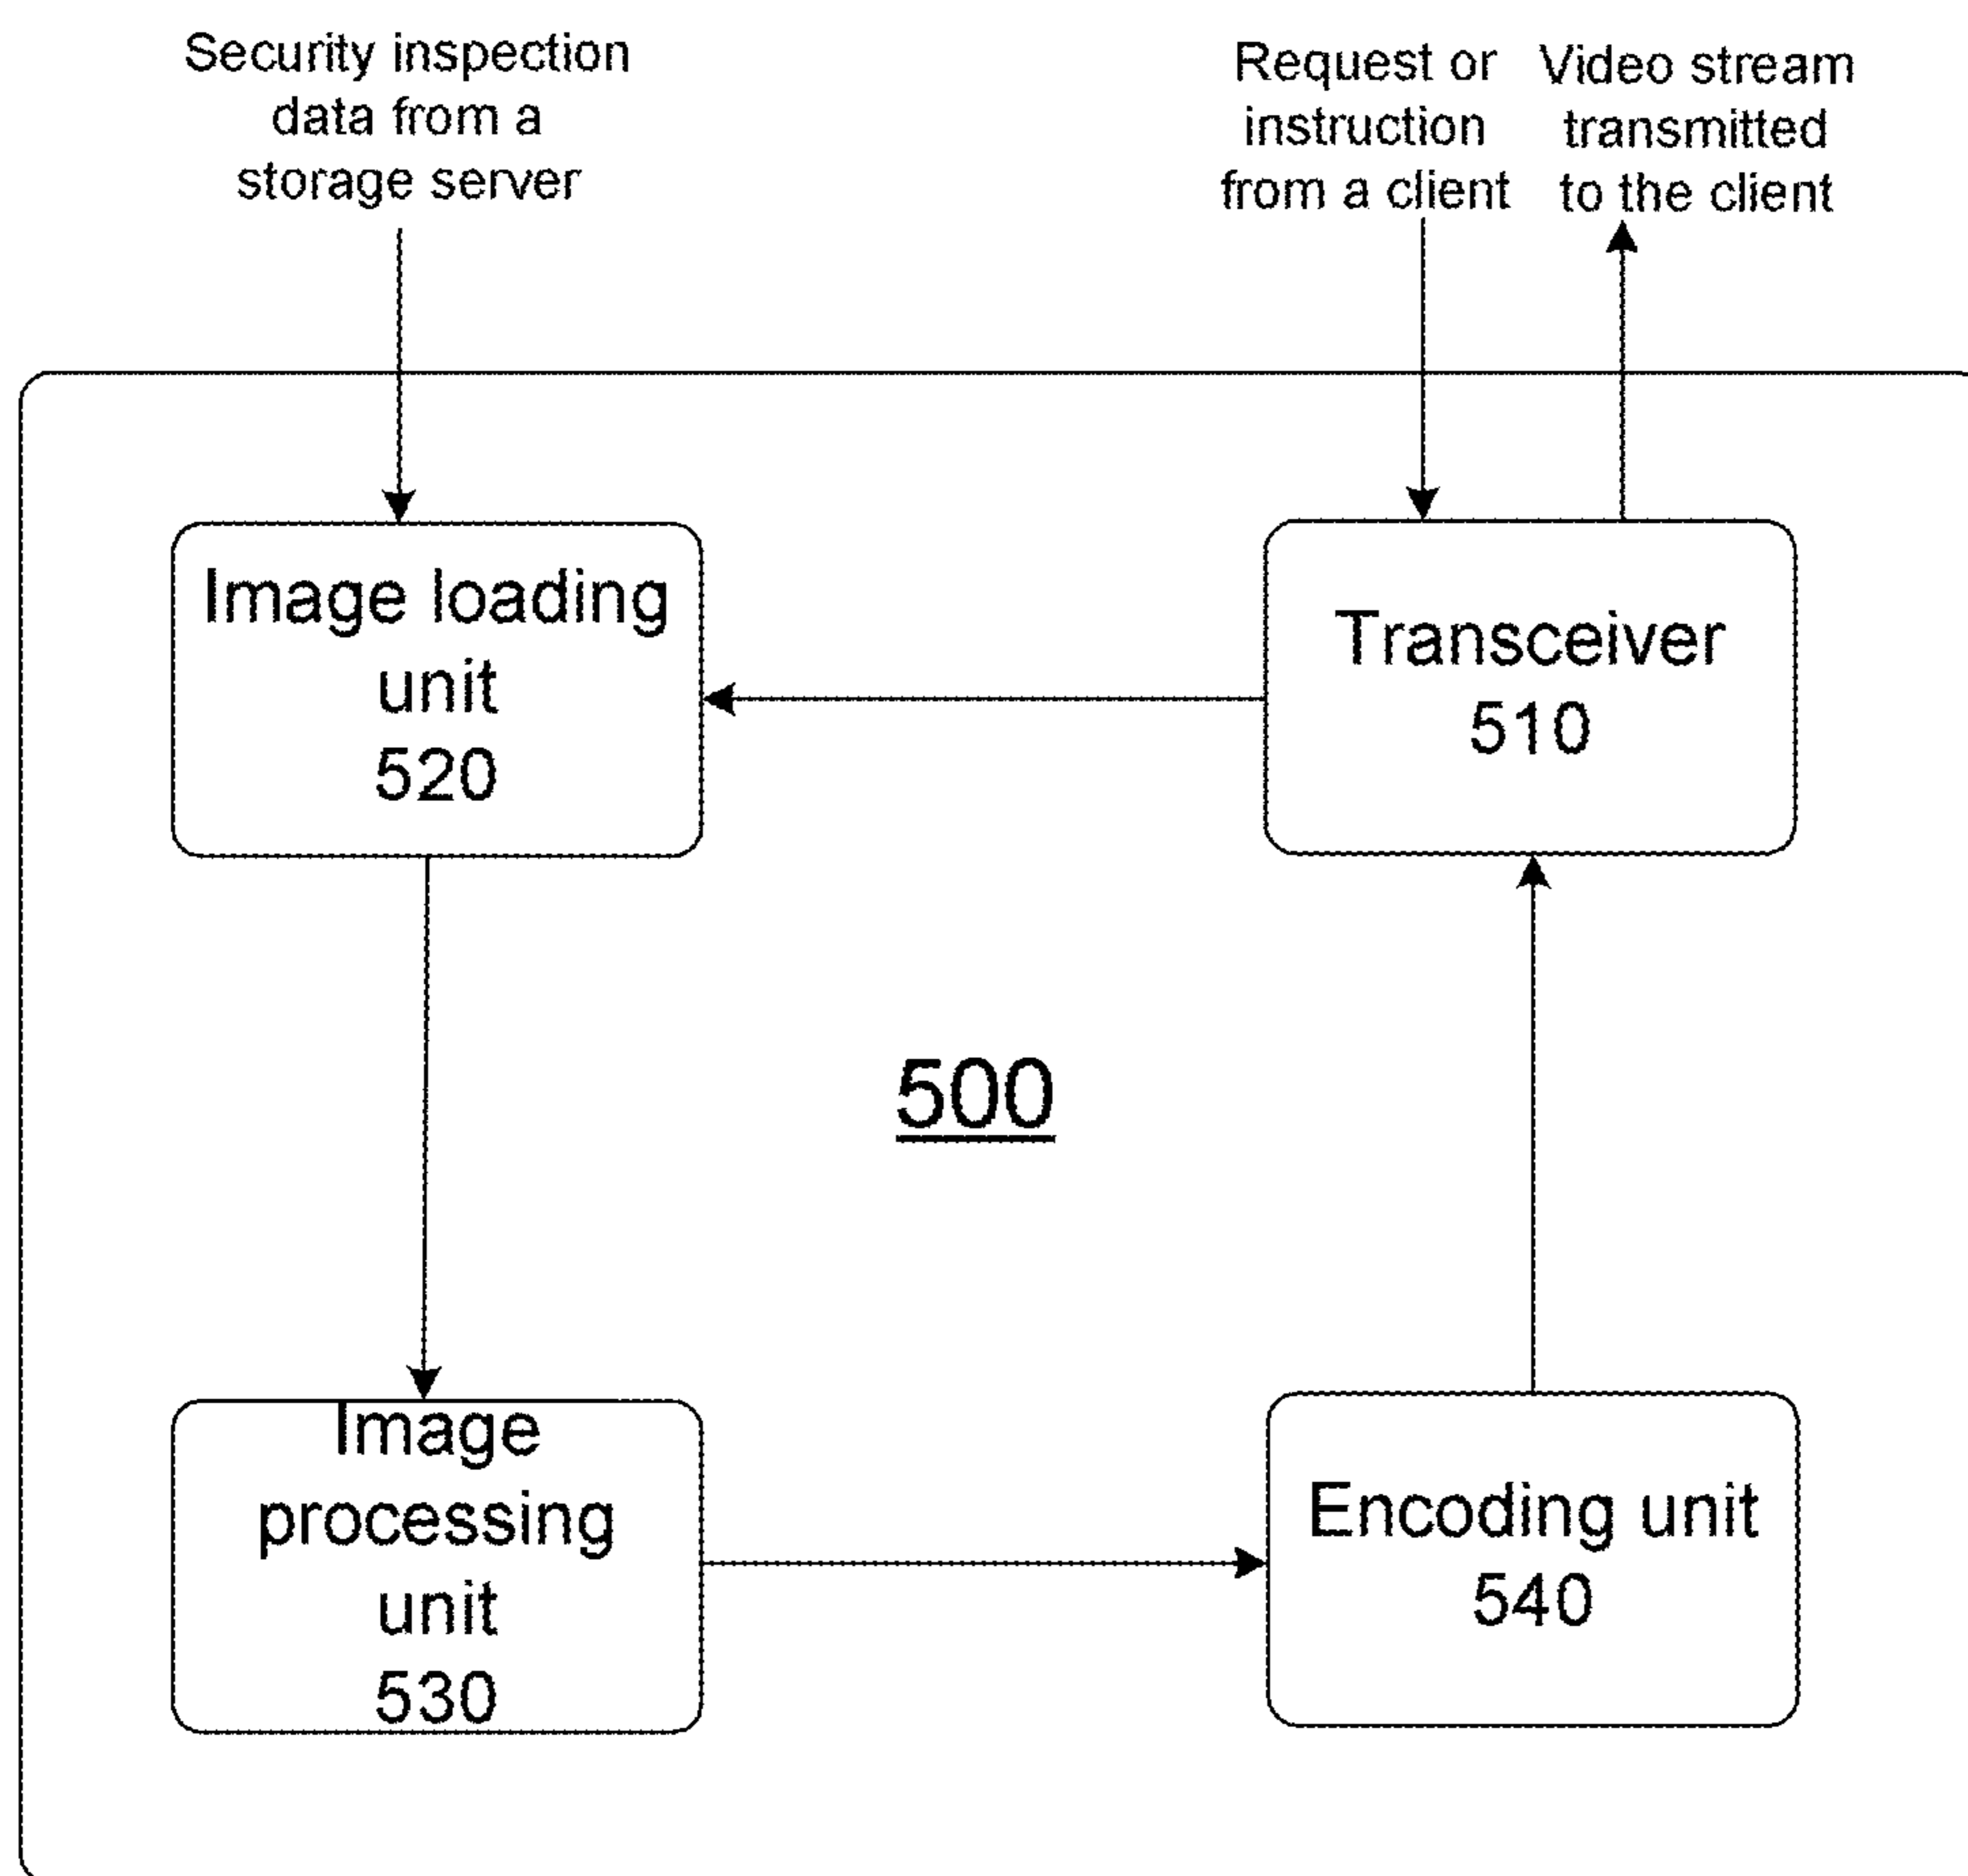 Security inspection
data from a
storage server
Request or
instruction
from a client
Video stream
transmitted
to the client
Image loading
unit
520
Transceiver
510
500
Image
processing
unit
530
Encoding unit
540